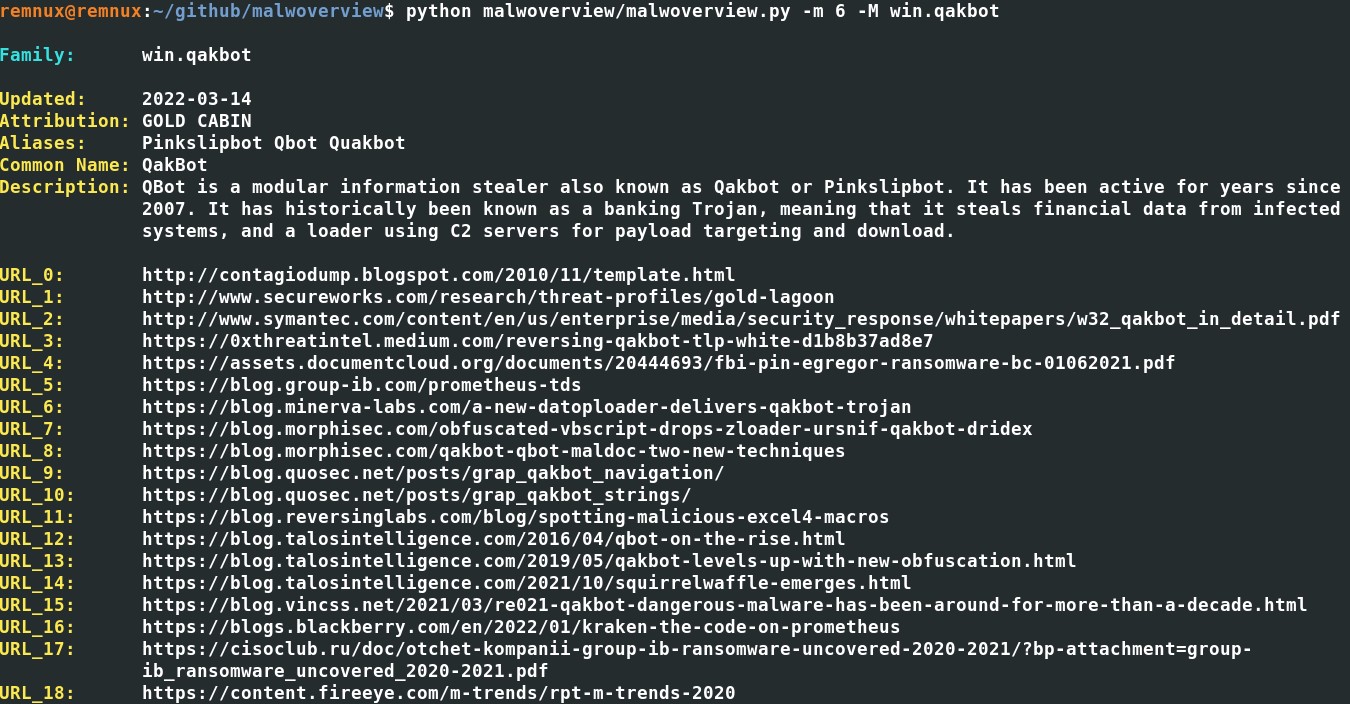 remnux@remnux:~/github/malwoverview$ python malwoverview/malwoverview.py -m 6 -M win.qakbot
Family: win.qakbot
Updated: 2022-03-14
Attribution: GOLD CABIN
Aliases: Pinkslipbot Qbot Quakbot
Common Name: QakBot
Description: QBot is a modular information stealer also known as Qakbot or Pinkslipbot. It has been active for years since
2007. It has historically been known as a banking Trojan, meaning that it steals financial data from infected
systems, and a loader using C2 servers for payload targeting and download.
URL_0: http://contagiodump.blogspot.com/2010/11/template.html
URL_1: http://www.secureworks.com/research/threat-profiles/gold-lagoon
URL_2: http://www.symantec.com/content/en/us/enterprise/media/security_response/whitepapers/w32_qakbot_in_detail.pdf
URL_3: https://0xthreatintel.medium.com/reversing-qakbot-tlp-white-d1b8b37ad8e7
URL_4: https://assets.documentcloud.org/documents/20444693/fbi-pin-egregor-ransomware-bc-01062021.pdf
URL_5: https://blog.group-ib.com/prometheus-tds
URL_6: https://blog.minerva-labs.com/a-new-datoploader-delivers-qakbot-trojan
URL_7: https://blog.morphisec.com/obfuscated-vbscript-drops-zloader-ursnif-qakbot-dridex
URL_8: https://blog.morphisec.com/qakbot-qbot-maldoc-two-new-techniques
URL_9: https://blog.quosec.net/posts/grap_qakbot_navigation/
URL_10: https://blog.quosec.net/posts/grap_qakbot_strings/
URL_11: https://blog.reversinglabs.com/blog/spotting-malicious-excel4-macros
URL_12: https://blog.talosintelligence.com/2016/04/qbot-on-the-rise.html
URL_13: https://blog.talosintelligence.com/2019/05/qakbot-levels-up-with-new-obfuscation.html
URL_14: https://blog.talosintelligence.com/2021/10/squirrelwaffle-emerges.html
URL_15: https://blog.vincss.net/2021/03/re021-qakbot-dangerous-malware-has-been-around-for-more-than-a-decade.html
URL_16: https://blogs.blackberry.com/en/2022/01/kraken-the-code-on-prometheus
URL_17: https://cisoclub.ru/doc/otchet-kompanii-group-ib-ransomware-uncovered-2020-2021/?bp-attachment=group-
ib_ransomware_uncovered_2020-2021.pdf
URL_18: https://content.fireeye.com/m-trends/rpt-m-trends-2020